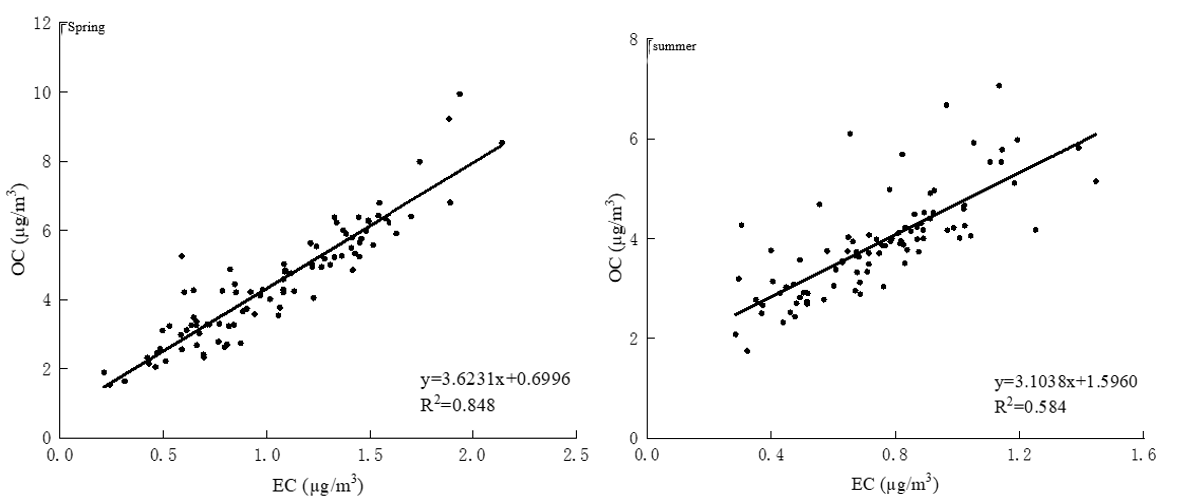 Spring
12
10
8
6
4
2
0
OC (μg/m³)
0.0 0.5 1.0 1.5 2.0 2.5
EC (μg/m³)
y=3.6231x+0.6996
R²=0.848
summer
8
6
4
2
0
OC (μg/m³)
0.0 0.4 0.8 1.2 1.6
EC (μg/m³)
y=3.1038x+1.5960
R²=0.584